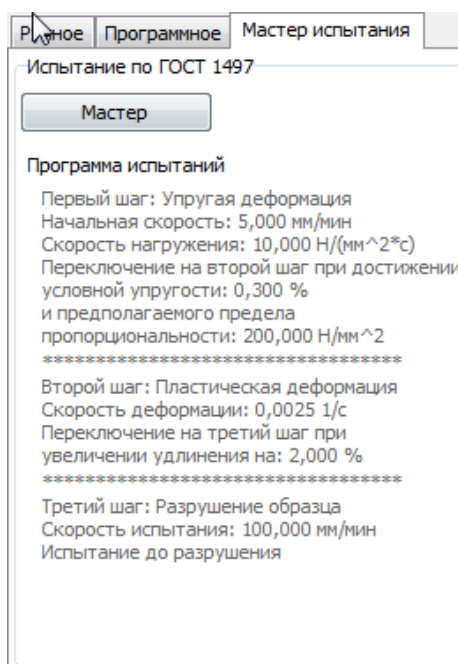 Программное
Мастер испытания
Испытание по ГОСТ 1497
Мастер
Программа испытаний
Первый шаг: Упругая деформация
Начальная скорость: 5,000 мм/мин
Скорость нагружения: 10,000 Н/(мм^2*с)
Переключение на второй шаг при достижении
условной упругости: 0,300 %
и предполагаемого предела
пропорциональности: 200,000 Н/мм^2
**********************************
Второй шаг: Пластическая деформация
Скорость деформации: 0,0025 1/с
Переключение на третий шаг при
увеличении удлинения на: 2,000 %
**********************************
Третий шаг: Разрушение образца
Скорость испытания: 100,000 мм/мин
Испытание до разрушения